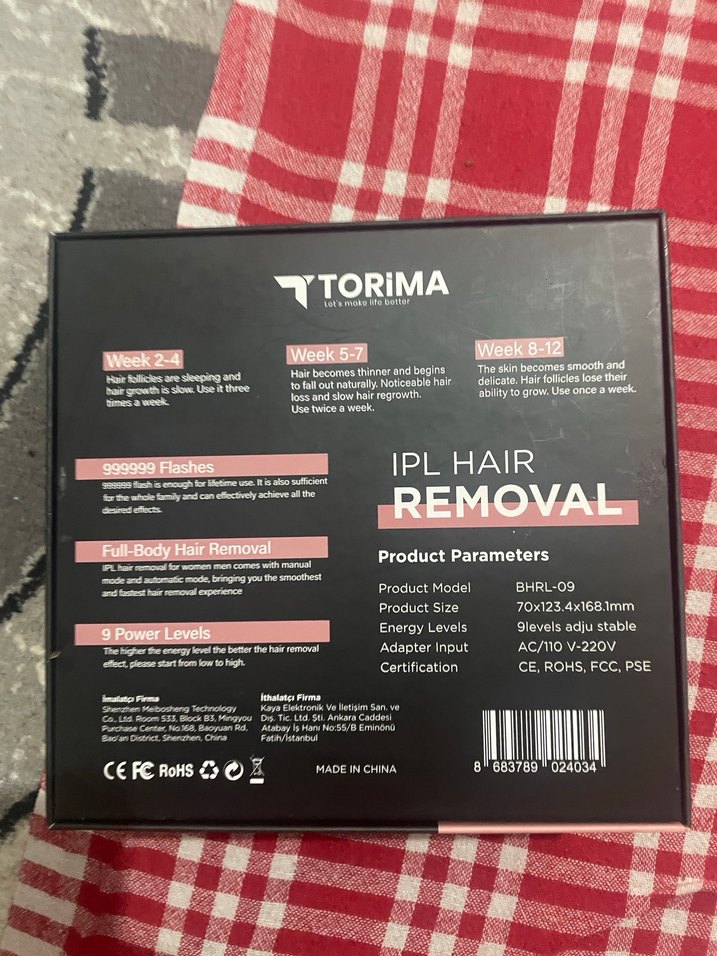 TORiMA
Let's make life better
Week 2-4
Hair follicles are sleeping and
hair growth is slow. Use it three
times a week.
Week 5-7
Hair becomes thinner and begins
to fall out naturally. Noticeable hair
loss and slow hair regrowth.
Use twice a week.
Week 8-12
The skin becomes smooth and
delicate. Hair follicles lose their
ability to grow. Use once a week.
999999 Flashes
999999 flash is enough for lifetime use. It is also sufficient
for the whole family and can effectively achieve all the
desired effects.
Full-Body Hair Removal
IPL hair removal for women men comes with manual
mode and automatic mode, bringing you the smoothest
and fastest hair removal experience
9 Power Levels
The higher the energy level the better the hair removal
effect, please start from low to high.
IPL HAIR
REMOVAL
Product Parameters
Product Model BHRL-09
Product Size 70x123.4x168.1mm
Energy Levels 9levels adju stable
Adapter Input AC/110 V-220V
Certification CE, ROHS, FCC, PSE
İmalatçı Firma
Shenzhen Meibosheng Technology
Co., Ltd. Room 533, Block B3, Mingyou
Purchase Center, No.168, Baoyuan Rd,
Bao'an District, Shenzhen, China
İthalatçı Firma
Kaya Elektronik Ve İletişim San. ve
Dış. Tic. Ltd. Şti. Ankara Caddesi
Atabay İş Hanı No:55/B Eminönü
Fatih/İstanbul
CE FC RoHS
MADE IN CHINA
8 683789 024034